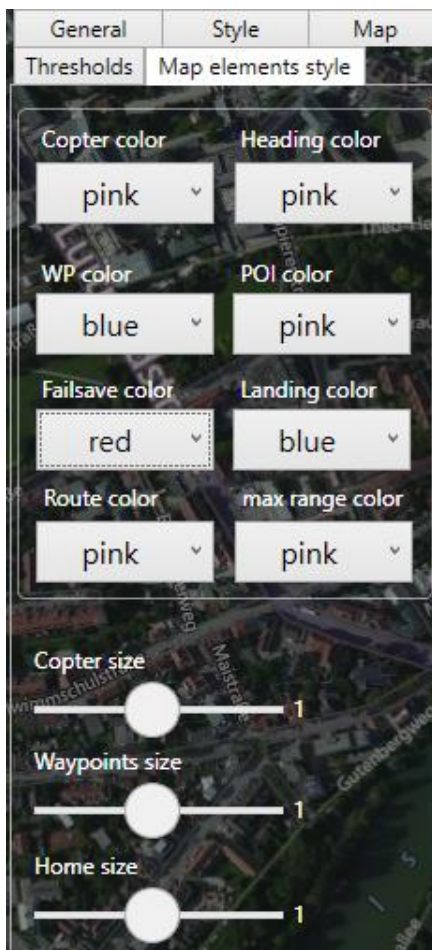 General Style Map
Thresholds Map elements style
Copter color Heading color
pink pink
WP color POI color
blue pink
Failsave color Landing color
red blue
Route color max range color
pink pink
Copter size
1
Maistraße
Waypoints size
1
Gutenbergweg
Home size
1
I s